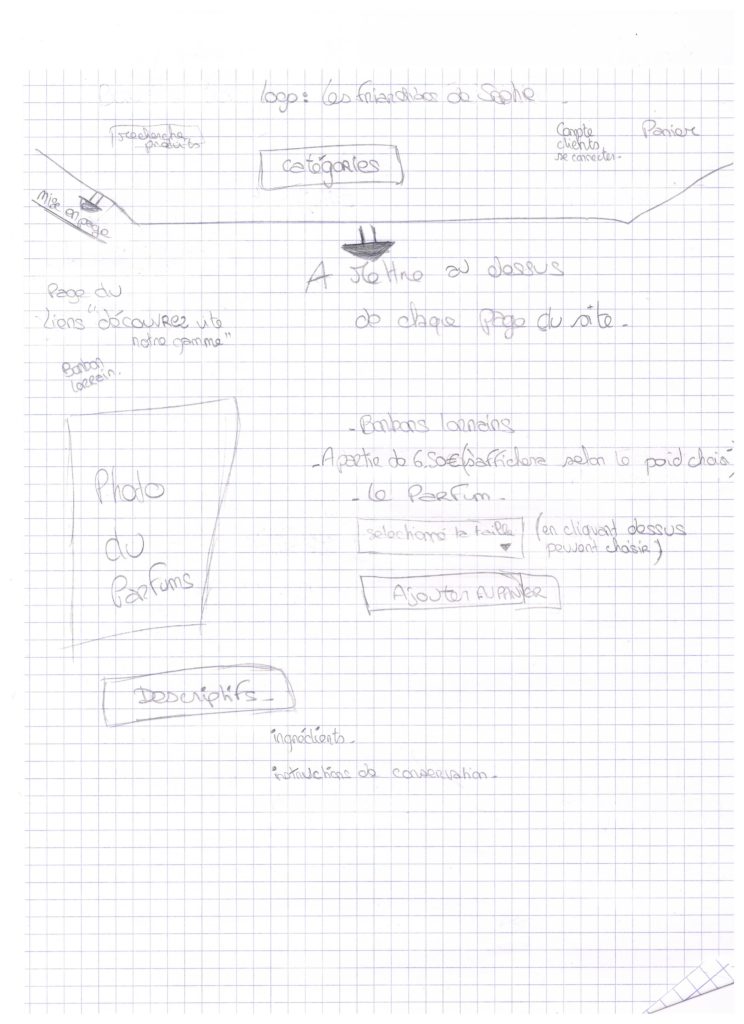 logo: Les friandises de Sophie
recherche
produits
Compte
clients
se connecter.
Panier
catégories
mise en page
A Mettre au dessus
de chaque page du site.
Page du
liens "découvrez vite
notre gamme"
Bonbon
lorrain.
- Bonbons lorrains
- A partire de 6.50€ (s'affichera selon le poid chois
- Le Parfum.
Photo
du
Parfums
selectionné la taille
(en cliquant dessus
peuvent choisir)
Ajouter AU PANIER
Descriptifs -
ingrédients -
instructions de conservation -